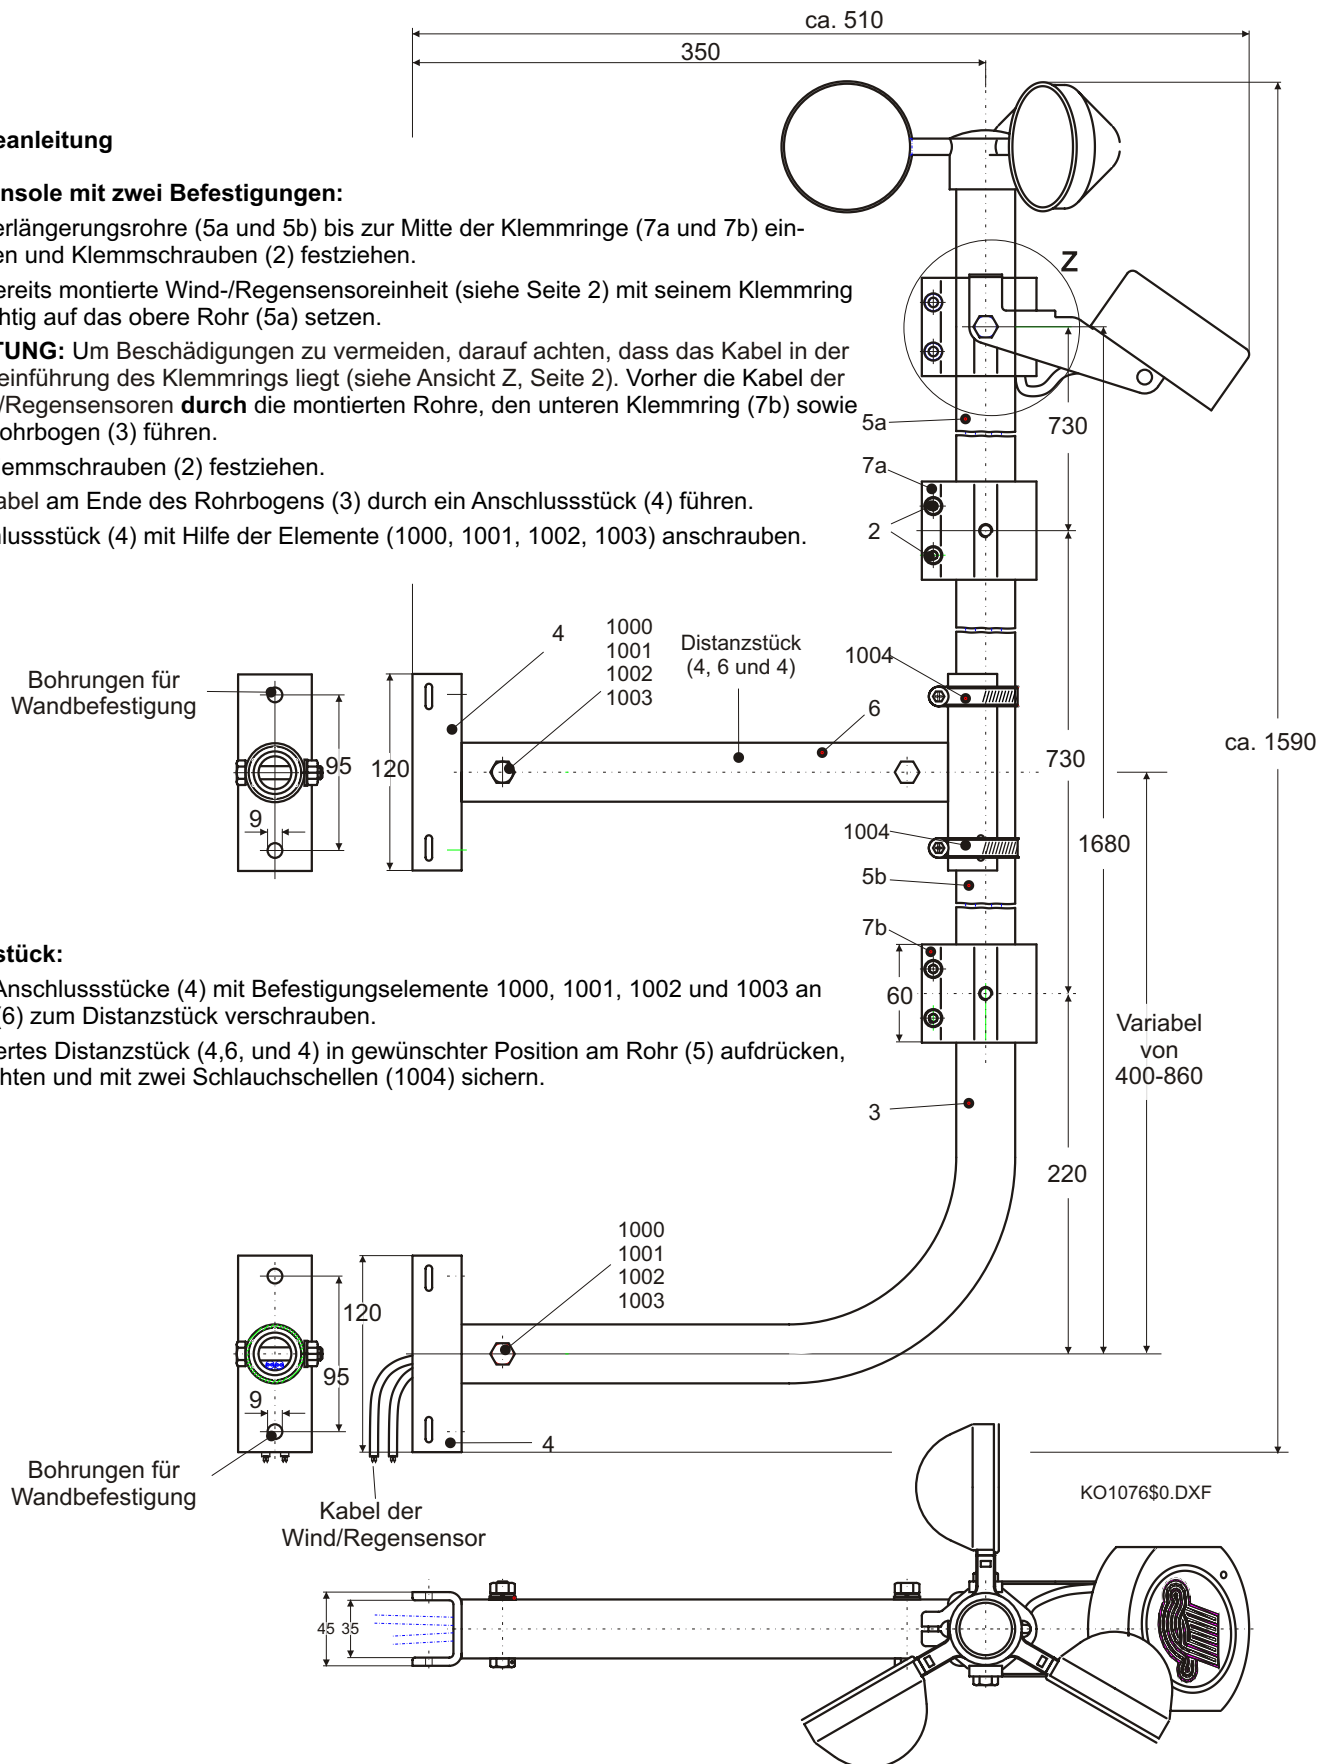 ca. 510
350
eanleitung
nsole mit zwei Befestigungen:
erlängerungsrohre (5a und 5b) bis zur Mitte der Klemmringe (7a und 7b) ein-
en und Klemmschrauben (2) festziehen.
ereits montierte Wind-/Regensensoreinheit (siehe Seite 2) mit seinem Klemmring
htig auf das obere Rohr (5a) setzen.
TUNG: Um Beschädigungen zu vermeiden, darauf achten, dass das Kabel in der
einführung des Klemmrings liegt (siehe Ansicht Z, Seite 2). Vorher die Kabel der
/Regensensoren durch die montierten Rohre, den unteren Klemmring (7b) sowie
ohrbogen (3) führen.
lemmschrauben (2) festziehen.
abel am Ende des Rohrbogens (3) durch ein Anschlussstück (4) führen.
lussstück (4) mit Hilfe der Elemente (1000, 1001, 1002, 1003) anschrauben.
Z
5a
730
7a
2
4
1000
1001
1002
1003
Distanzstück
(4, 6 und 4)
1004
6
Bohrungen für
Wandbefestigung
95
120
9
730
ca. 1590
1004
1680
5b
7b
60
stück:
Anschlussstücke (4) mit Befestigungselemente 1000, 1001, 1002 und 1003 an
(6) zum Distanzstück verschrauben.
ertes Distanzstück (4,6, und 4) in gewünschter Position am Rohr (5) aufdrücken,
hten und mit zwei Schlauchschellen (1004) sichern.
Variabel
von
400-860
3
220
1000
1001
1002
1003
120
95
9
4
Bohrungen für
Wandbefestigung
Kabel der
Wind/Regensensor
KO1076$0.DXF
45
35